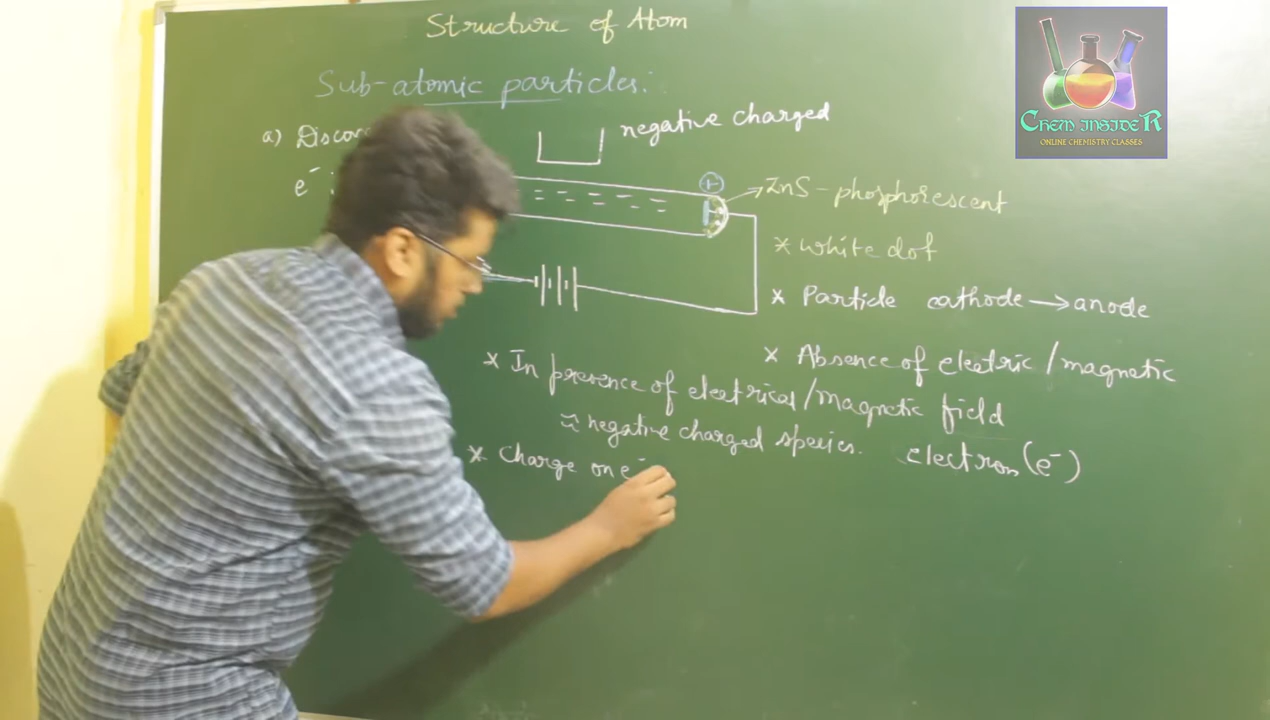 Structure of Atom
Sub-atomic particles:
a) Discov
negative charged
e⁻ :
ZnS - phosphorescent
* white dot
* Particle cathode → anode
* Absence of electric / magnetic
* In presence of electrical / magnetic field
negative charged species. electron (e⁻)
* Charge on e⁻
CHEM INSIDER
ONLINE CHEMISTRY CLASSES